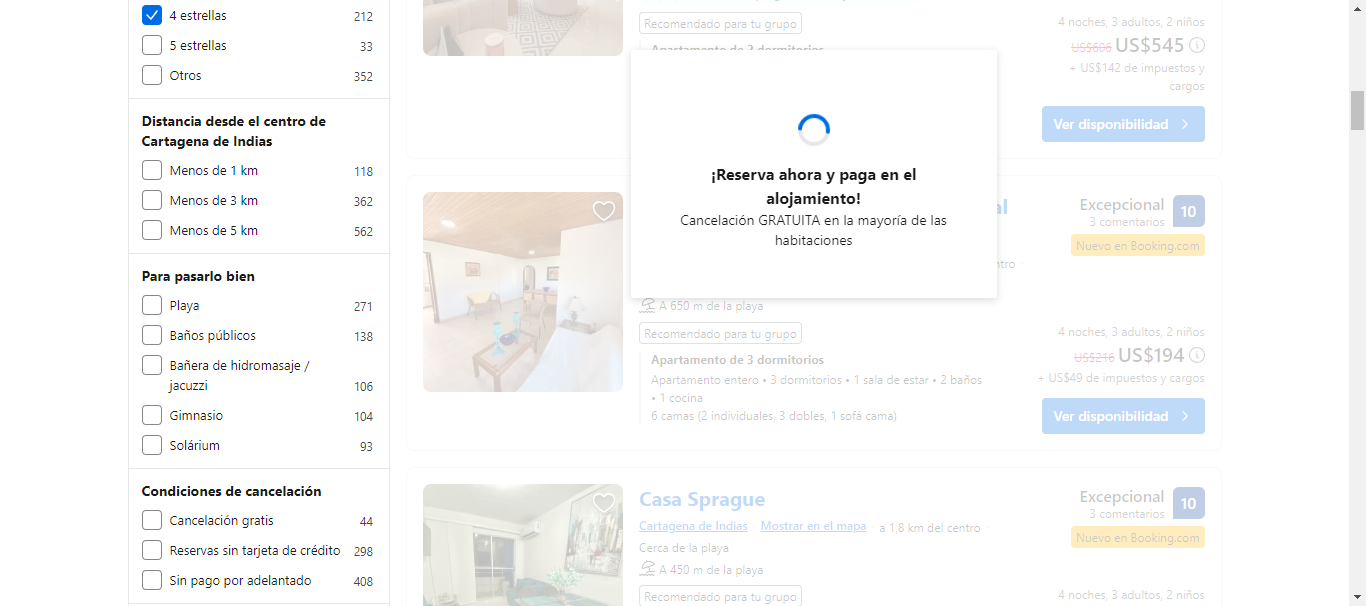 4 estrellas 212
5 estrellas 33
Otros 352
Distancia desde el centro de
Cartagena de Indias
Menos de 1 km 118
Menos de 3 km 362
Menos de 5 km 562
Para pasarlo bien
Playa 271
Baños públicos 138
Bañera de hidromasaje /
jacuzzi 106
Gimnasio 104
Solárium 93
Condiciones de cancelación
Cancelación gratis 44
Reservas sin tarjeta de crédito 298
Sin pago por adelantado 408
Recomendado para tu grupo
4 noches, 3 adultos, 2 niños
US$606 US$545
+ US$142 de impuestos y
cargos
Ver disponibilidad
¡Reserva ahora y paga en el
alojamiento!
Cancelación GRATUITA en la mayoría de las
habitaciones
Excepcional 10
3 comentarios
Nuevo en Booking.com
A 650 m de la playa
Recomendado para tu grupo
Apartamento de 3 dormitorios
Apartamento entero • 3 dormitorios • 1 sala de estar • 2 baños
• 1 cocina
6 camas (2 individuales, 3 dobles, 1 sofá cama)
4 noches, 3 adultos, 2 niños
US$216 US$194
+ US$49 de impuestos y cargos
Ver disponibilidad
Casa Sprague
Cartagena de Indias Mostrar en el mapa a 1,8 km del centro
Cerca de la playa
A 450 m de la playa
Recomendado para tu grupo
Excepcional 10
3 comentarios
Nuevo en Booking.com
4 noches, 3 adultos, 2 niños